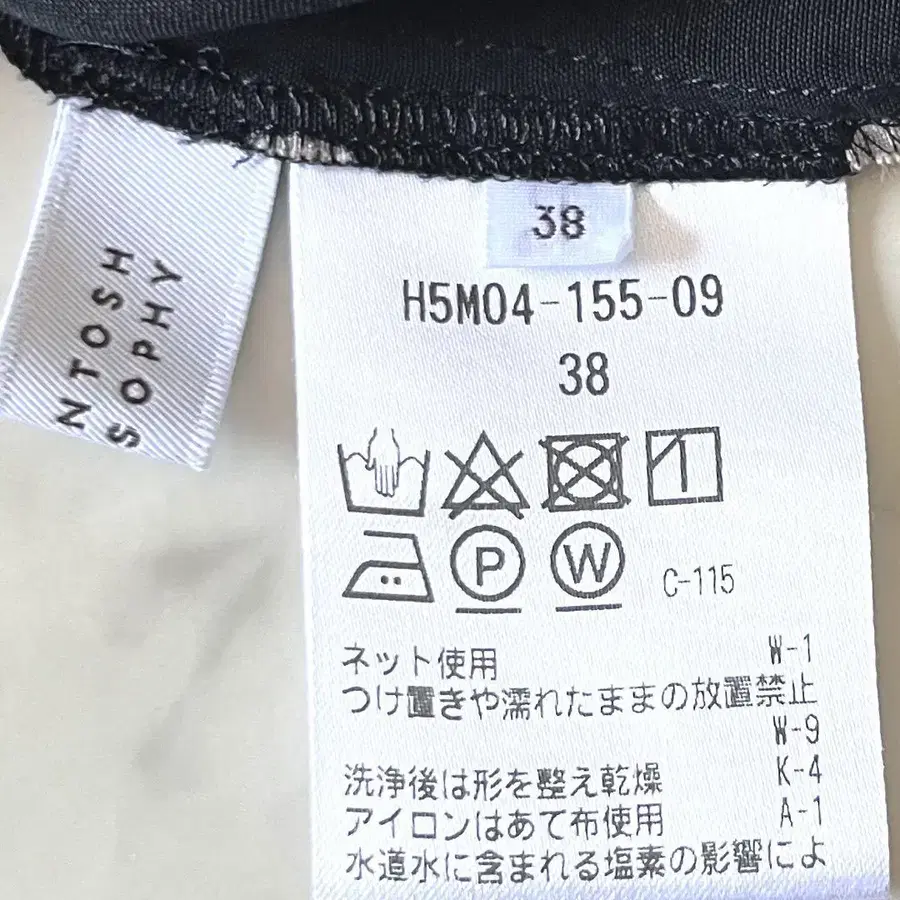 NTOSH
SOPHY
38
H5M04-155-09
38
P
W
C-115
ネット使用 W-1
つけ置きや濡れたままの放置禁止
W-9
洗浄後は形を整え乾燥 K-4
アイロンはあて布使用 A-1
水道水に含まれる塩素の影響によ